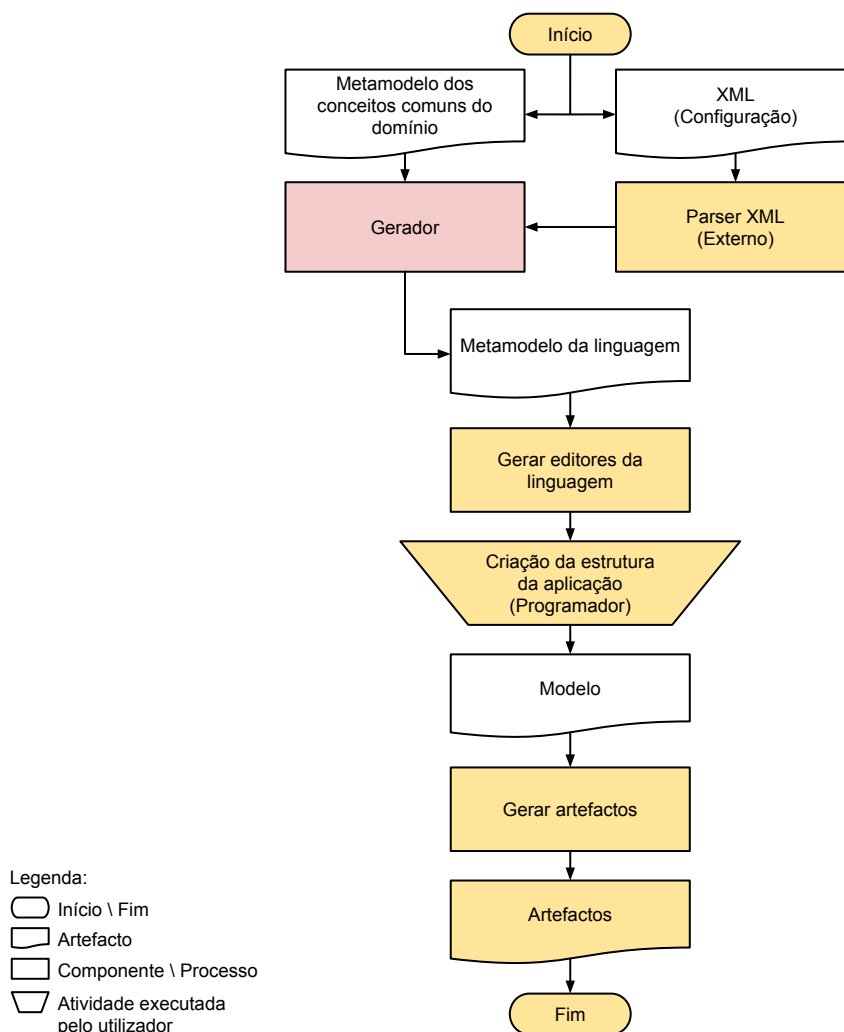 Início
Metamodelo dos
conceitos comuns do
domínio
XML
(Configuração)
Gerador
Parser XML
(Externo)
Metamodelo da linguagem
Gerar editores da
linguagem
Criação da estrutura
da aplicação
(Programador)
Modelo
Gerar artefactos
Artefactos
Fim
Legenda:
Início \ Fim
Artefacto
Componente \ Processo
Atividade executada
pelo utilizador